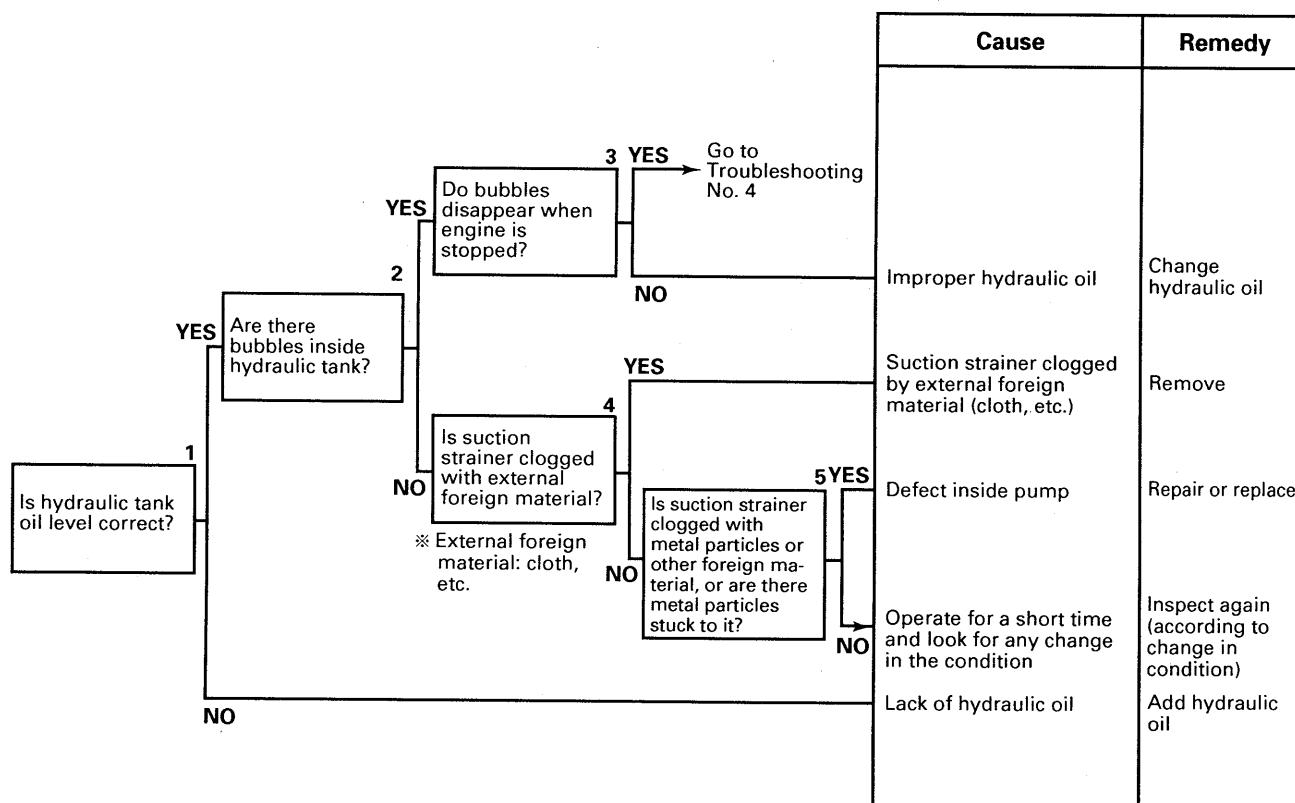 Cause
Remedy
3
YES
Go to
Troubleshooting
No. 4
Do bubbles
disappear when
engine is
stopped?
YES
NO
Improper hydraulic oil
Change
hydraulic oil
2
YES
Are there
bubbles inside
hydraulic tank?
YES
Suction strainer clogged
by external foreign
material (cloth, etc.)
Remove
4
Is suction
strainer clogged
with external
foreign material?
NO
※ External foreign
material: cloth,
etc.
1
Is hydraulic tank
oil level correct?
5
YES
Defect inside pump
Repair or replace
NO
Is suction strainer
clogged with
metal particles or
other foreign ma-
terial, or are there
metal particles
stuck to it?
NO
Operate for a short time
and look for any change
in the condition
Inspect again
(according to
change in
condition)
NO
Lack of hydraulic oil
Add hydraulic
oil